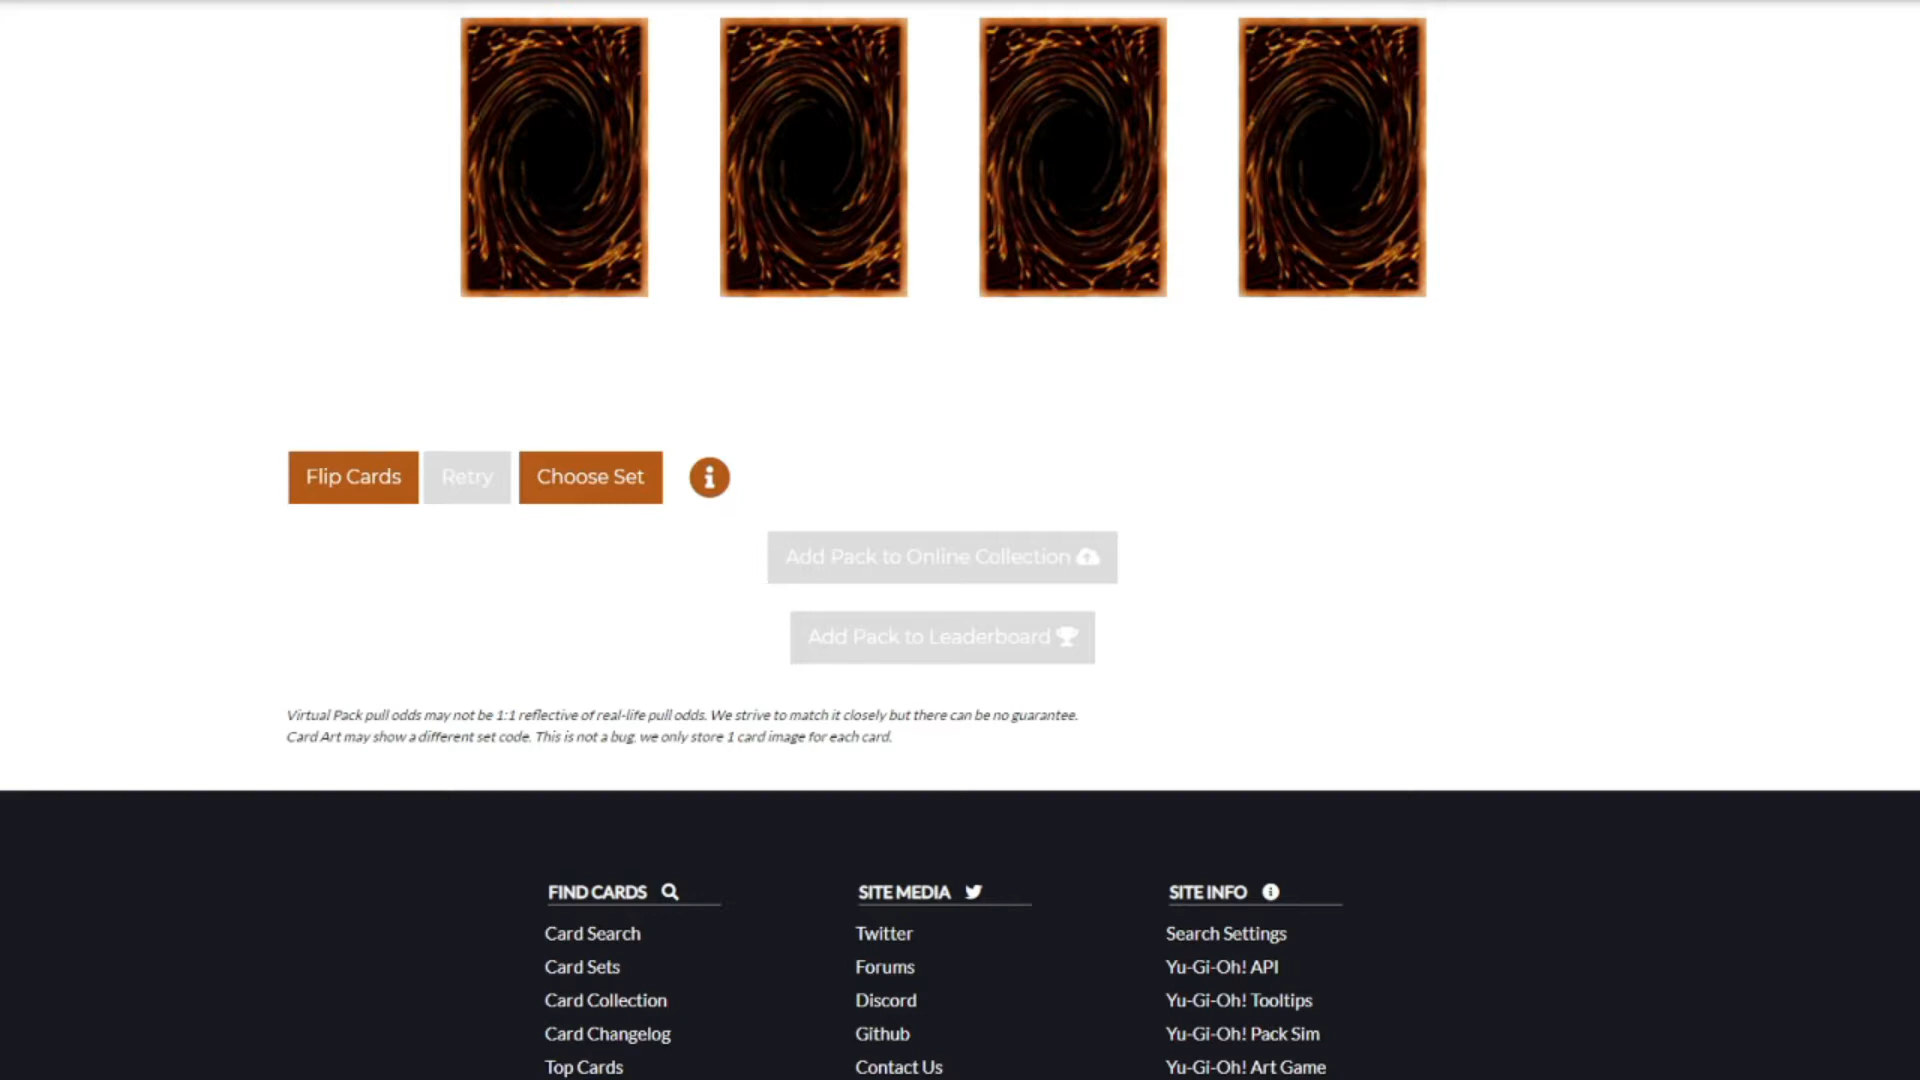 Flip Cards Retry Choose Set
Add Pack to Online Collection
Add Pack to Leaderboard
Virtual Pack pull odds may not be 1:1 reflective of real-life pull odds. We strive to match it closely but there can be no guarantee.
Card Art may show a different set code. This is not a bug, we only store 1 card image for each card.
FIND CARDS
Card Search
Card Sets
Card Collection
Card Changelog
Top Cards
SITE MEDIA
Twitter
Forums
Discord
Github
Contact Us
SITE INFO
Search Settings
Yu-Gi-Oh! API
Yu-Gi-Oh! Tooltips
Yu-Gi-Oh! Pack Sim
Yu-Gi-Oh! Art Game